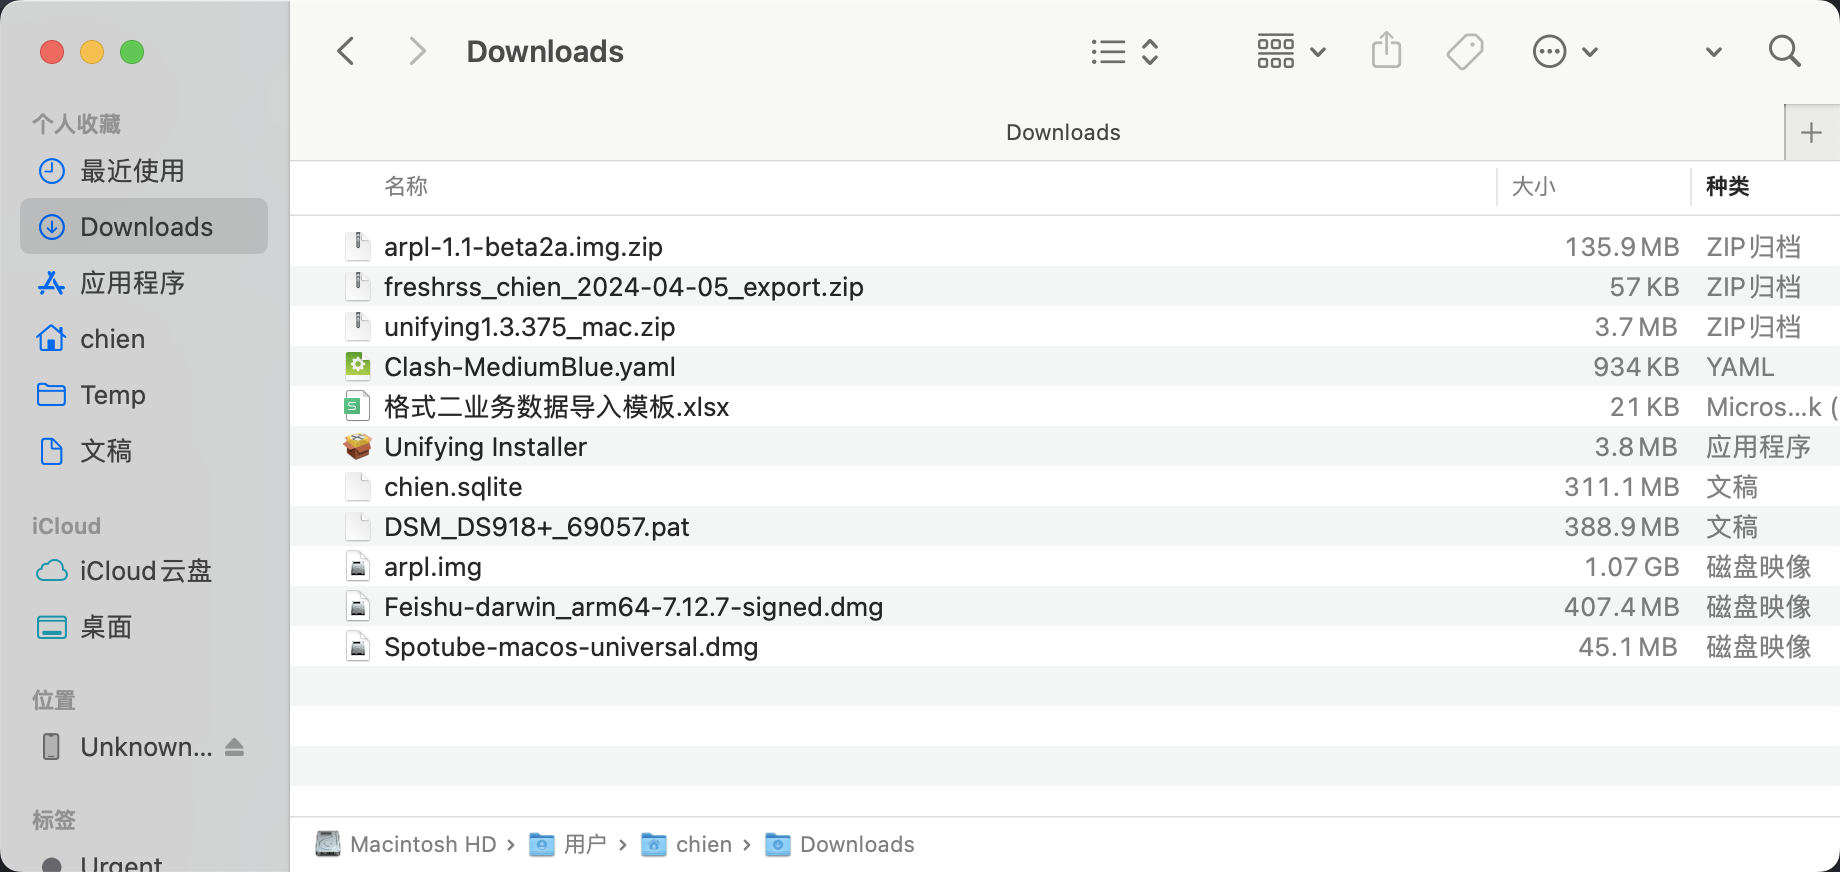 Downloads
Downloads
个人收藏
最近使用
Downloads
应用程序
chien
Temp
文稿
iCloud
iCloud云盘
桌面
位置
Unknown...
标签
Urgent
名称 大小 种类
arpl-1.1-beta2a.img.zip 135.9 MB ZIP归档
freshrss_chien_2024-04-05_export.zip 57 KB ZIP归档
unifying1.3.375_mac.zip 3.7 MB ZIP归档
Clash-MediumBlue.yaml 934 KB YAML
格式二业务数据导入模板.xlsx 21 KB Micros...k (
Unifying Installer 3.8 MB 应用程序
chien.sqlite 311.1 MB 文稿
DSM_DS918+_69057.pat 388.9 MB 文稿
arpl.img 1.07 GB 磁盘映像
Feishu-darwin_arm64-7.12.7-signed.dmg 407.4 MB 磁盘映像
Spotube-macos-universal.dmg 45.1 MB 磁盘映像
Macintosh HD › 用户 › chien › Downloads